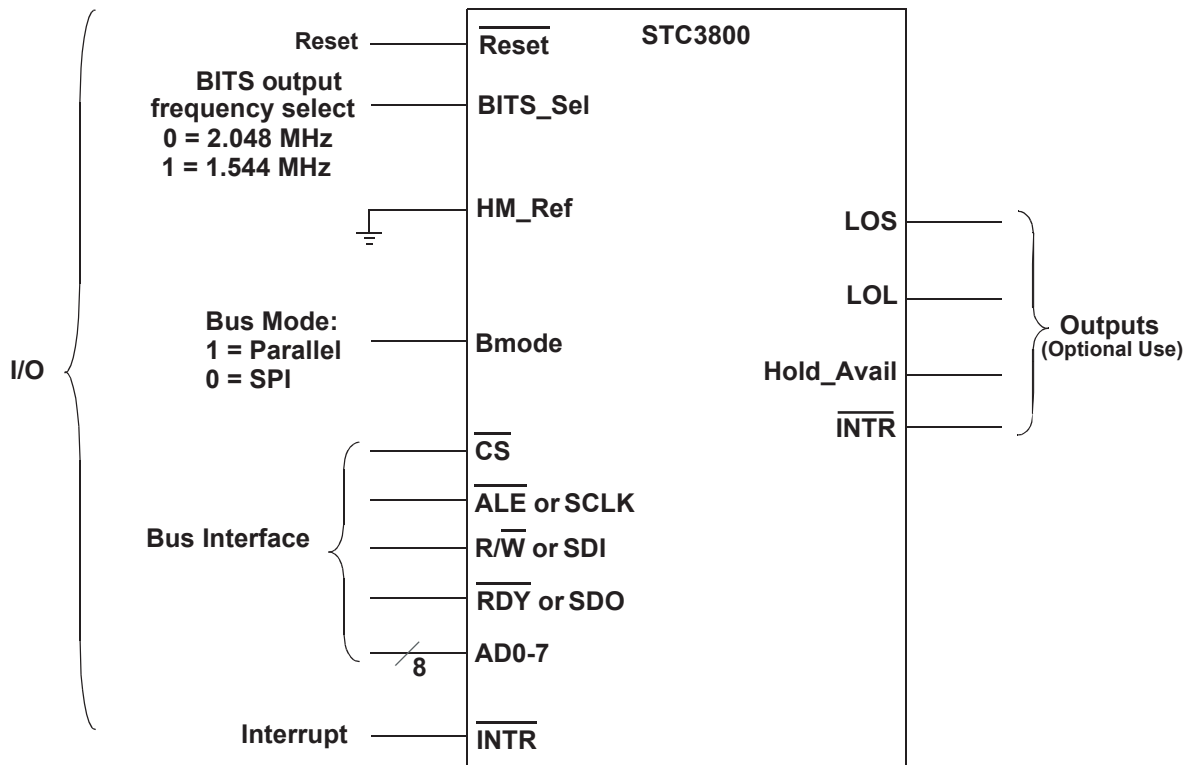 STC3800
Reset
Reset
BITS output
frequency select
0 = 2.048 MHz
1 = 1.544 MHz
BITS_Sel
HM_Ref
Bus Mode:
1 = Parallel
0 = SPI
Bmode
I/O
Bus Interface
CS
ALE or SCLK
R/W or SDI
RDY or SDO
8
AD0-7
Interrupt
INTR
LOS
LOL
Hold_Avail
INTR
Outputs
(Optional Use)